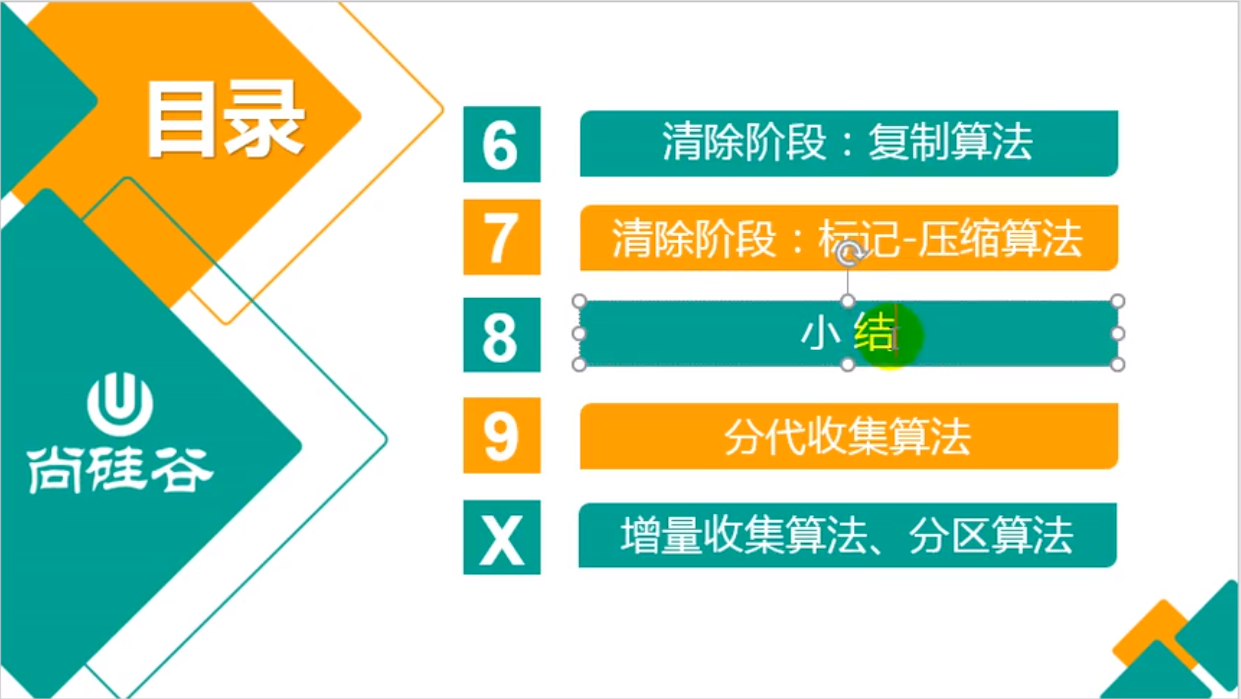 目录
6
清除阶段：复制算法
7
清除阶段：标记-压缩算法
8
小 结
9
分代收集算法
X
增量收集算法、分区算法
尚硅谷